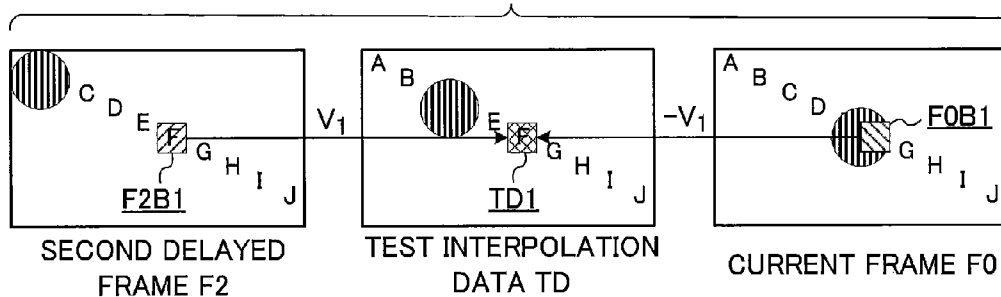 C D E F G H I J
F2B1
V1
A B E F G H I J
TD1
-V1
A B C D G H I J
F0B1
SECOND DELAYED
FRAME F2
TEST INTERPOLATION
DATA TD
CURRENT FRAME F0